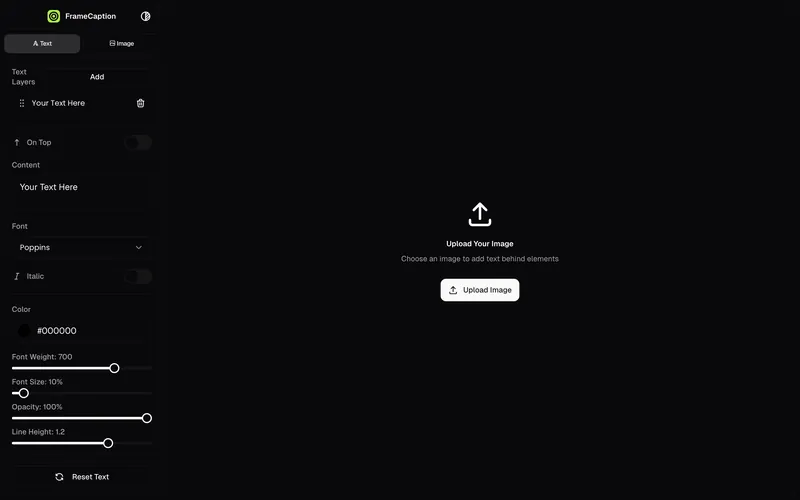 FrameCaption
Text
Image
Text
Layers
Add
Your Text Here
On Top
Content
Your Text Here
Font
Poppins
Italic
Color
#000000
Font Weight: 700
Font Size: 10%
Opacity: 100%
Line Height: 1.2
Reset Text
Upload Your Image
Choose an image to add text behind elements
Upload Image